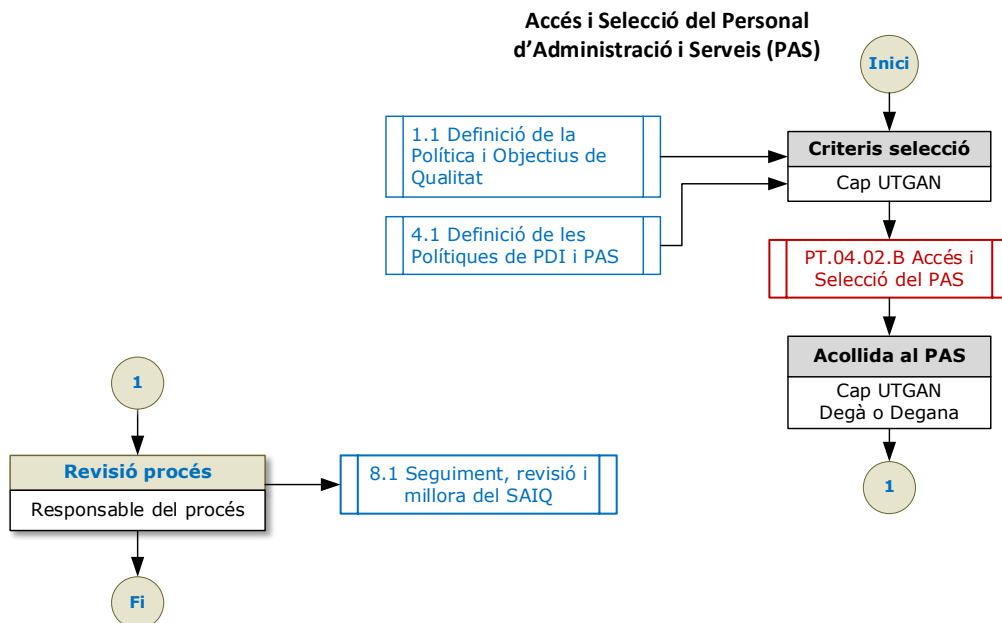 Accés i Selecció del Personal
d’Administració i Serveis (PAS)
Inici
1.1 Definició de la
Política i Objectius de
Qualitat
Criteris selecció
Cap UTGAN
4.1 Definició de les
Polítiques de PDI i PAS
PT.04.02.B Accés i
Selecció del PAS
Acollida al PAS
Cap UTGAN
Degà o Degana
1
1
Revisió procés
Responsable del procés
8.1 Seguiment, revisió i
millora del SAIQ
Fi